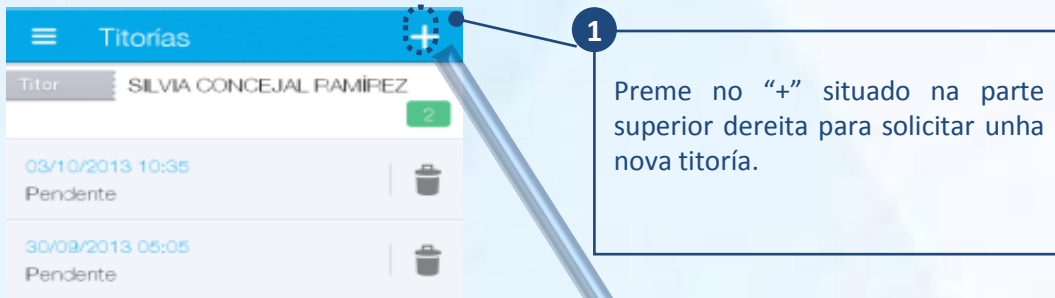 Titorías
+
1
Titor SILVIA CONCEJAL RAMÍREZ
2
03/10/2013 10:35
Pendente
30/09/2013 05:05
Pendente
Preme no “+” situado na parte
superior dereita para solicitar unha
nova titoría.